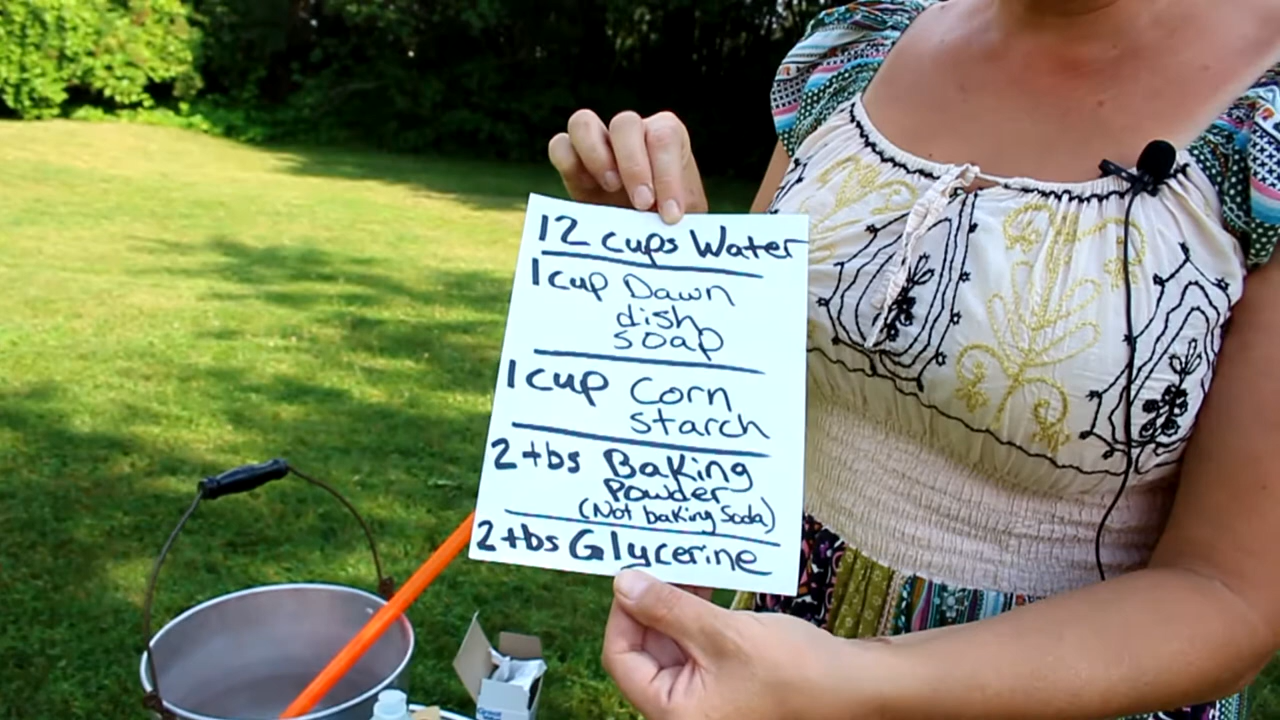 12 cups Water
1 cup Dawn
dish
soap
1 cup Corn
starch
2 tbs Baking
Powder
(Not baking Soda)
2 tbs Glycerine